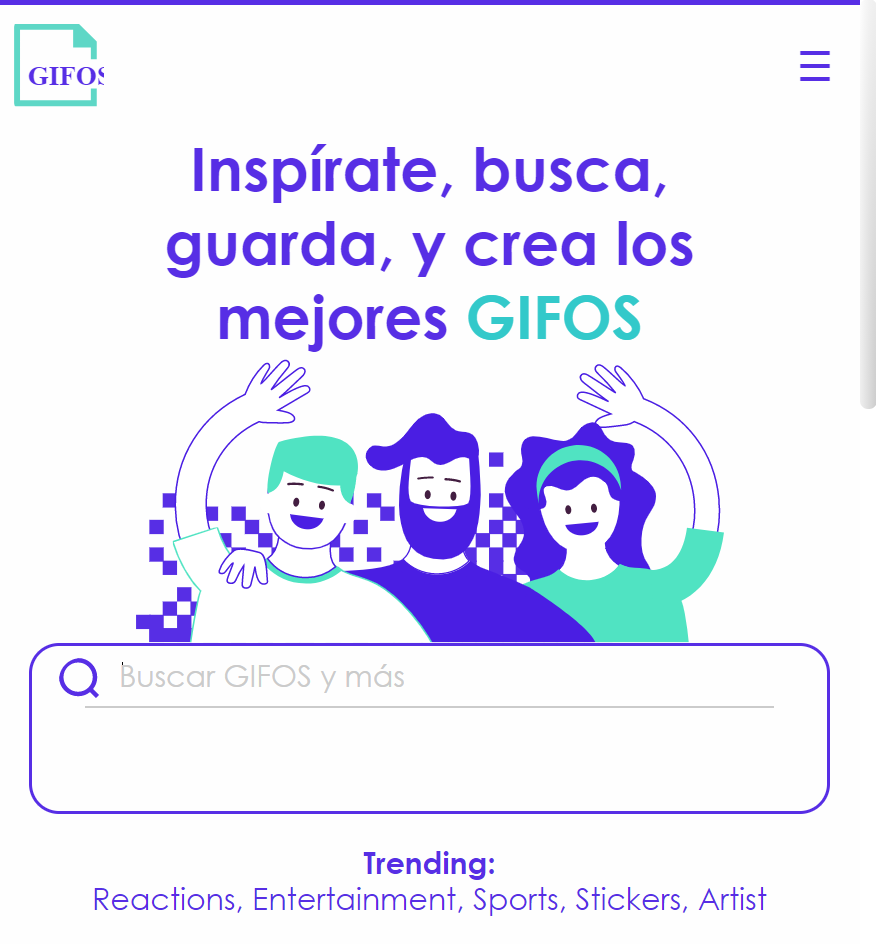 GIFOS
Inspírate, busca,
guarda, y crea los
mejores GIFOS
Buscar GIFOS y más
Trending:
Reactions, Entertainment, Sports, Stickers, Artist